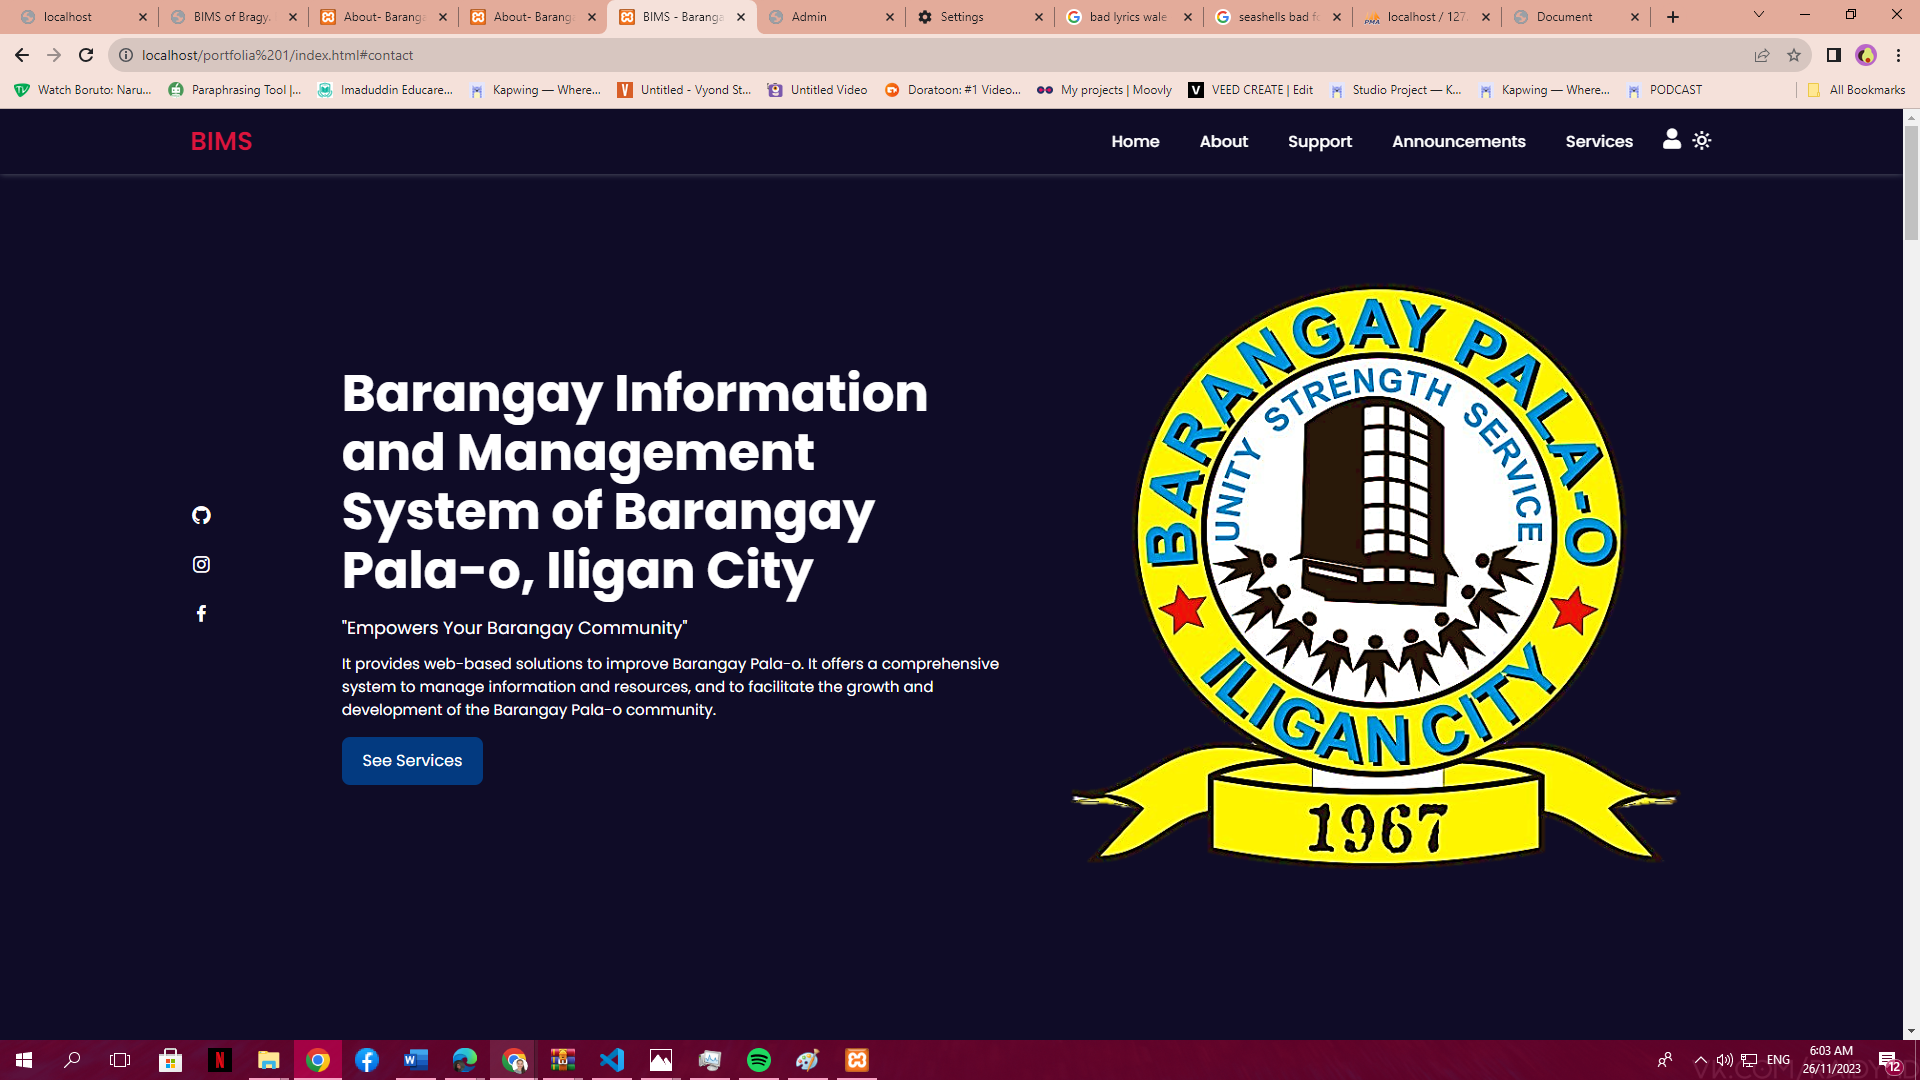 localhost
BIMS of Bragy.
About- Baranga
About- Baranga
BIMS - Baranga
Admin
Settings
bad lyrics wale
seashells bad fo
localhost / 127.
Document
localhost/portfolia%201/index.html#contact
Watch Boruto: Naru...
Paraphrasing Tool |...
Imaduddin Educare...
Kapwing — Where...
Untitled - Vyond St...
Untitled Video
Doratoon: #1 Video...
My projects | Moovly
VEED CREATE | Edit
Studio Project — K...
Kapwing — Where...
PODCAST
All Bookmarks
BIMS
Home
About
Support
Announcements
Services
Barangay Information
and Management
System of Barangay
Pala-o, Iligan City
"Empowers Your Barangay Community"
It provides web-based solutions to improve Barangay Pala-o. It offers a comprehensive
system to manage information and resources, and to facilitate the growth and
development of the Barangay Pala-o community.
See Services
BARANGAY PALA-O
UNITY STRENGTH SERVICE
ILIGAN CITY
1967
ENG
6:03 AM
26/11/2023
12